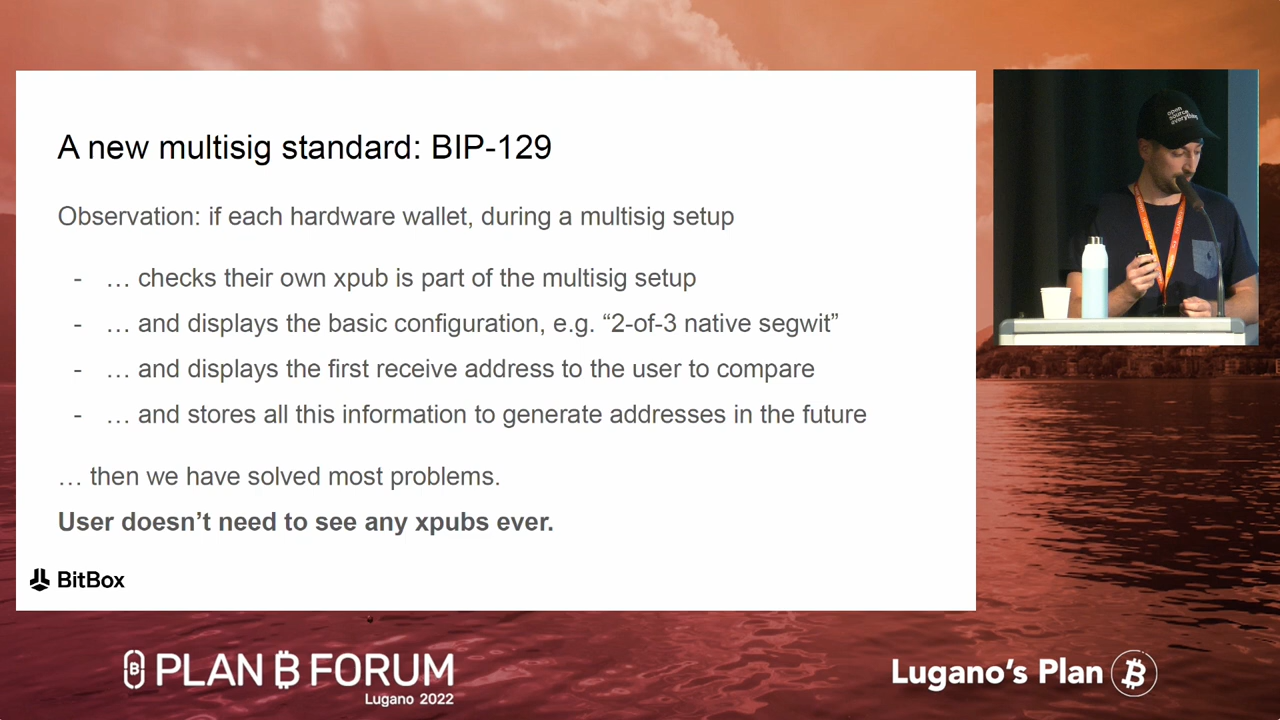 A new multisig standard: BIP-129
Observation: if each hardware wallet, during a multisig setup
- … checks their own xpub is part of the multisig setup
- … and displays the basic configuration, e.g. “2-of-3 native segwit”
- … and displays the first receive address to the user to compare
- … and stores all this information to generate addresses in the future
… then we have solved most problems.
User doesn’t need to see any xpubs ever.
BitBox
open
source
everything
PLAN ₿ FORUM
Lugano 2022
Lugano’s Plan ₿